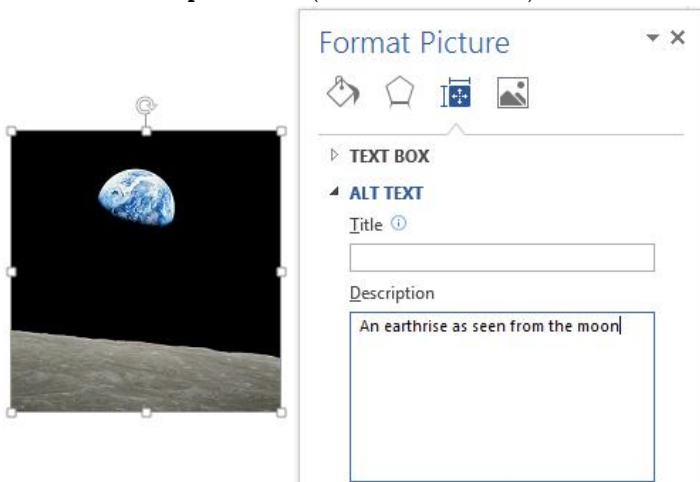 Format Picture
TEXT BOX
ALT TEXT
Title
Description
An earthrise as seen from the moon